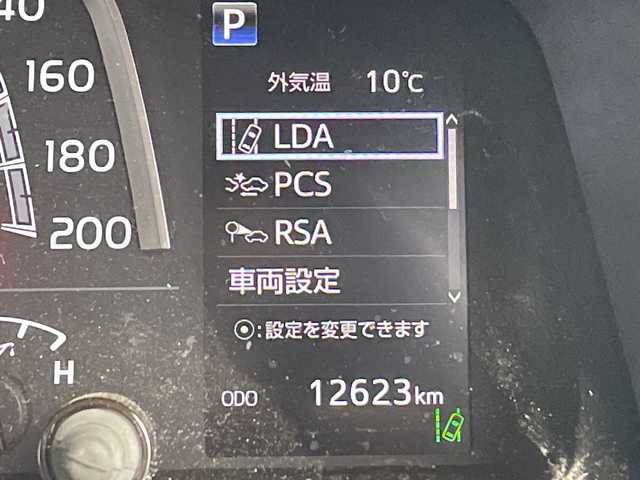 P
外気温 10℃
160
LDA
180
PCS
200
RSA
車両設定
⦿:設定を変更できます
H
ODO 12623km